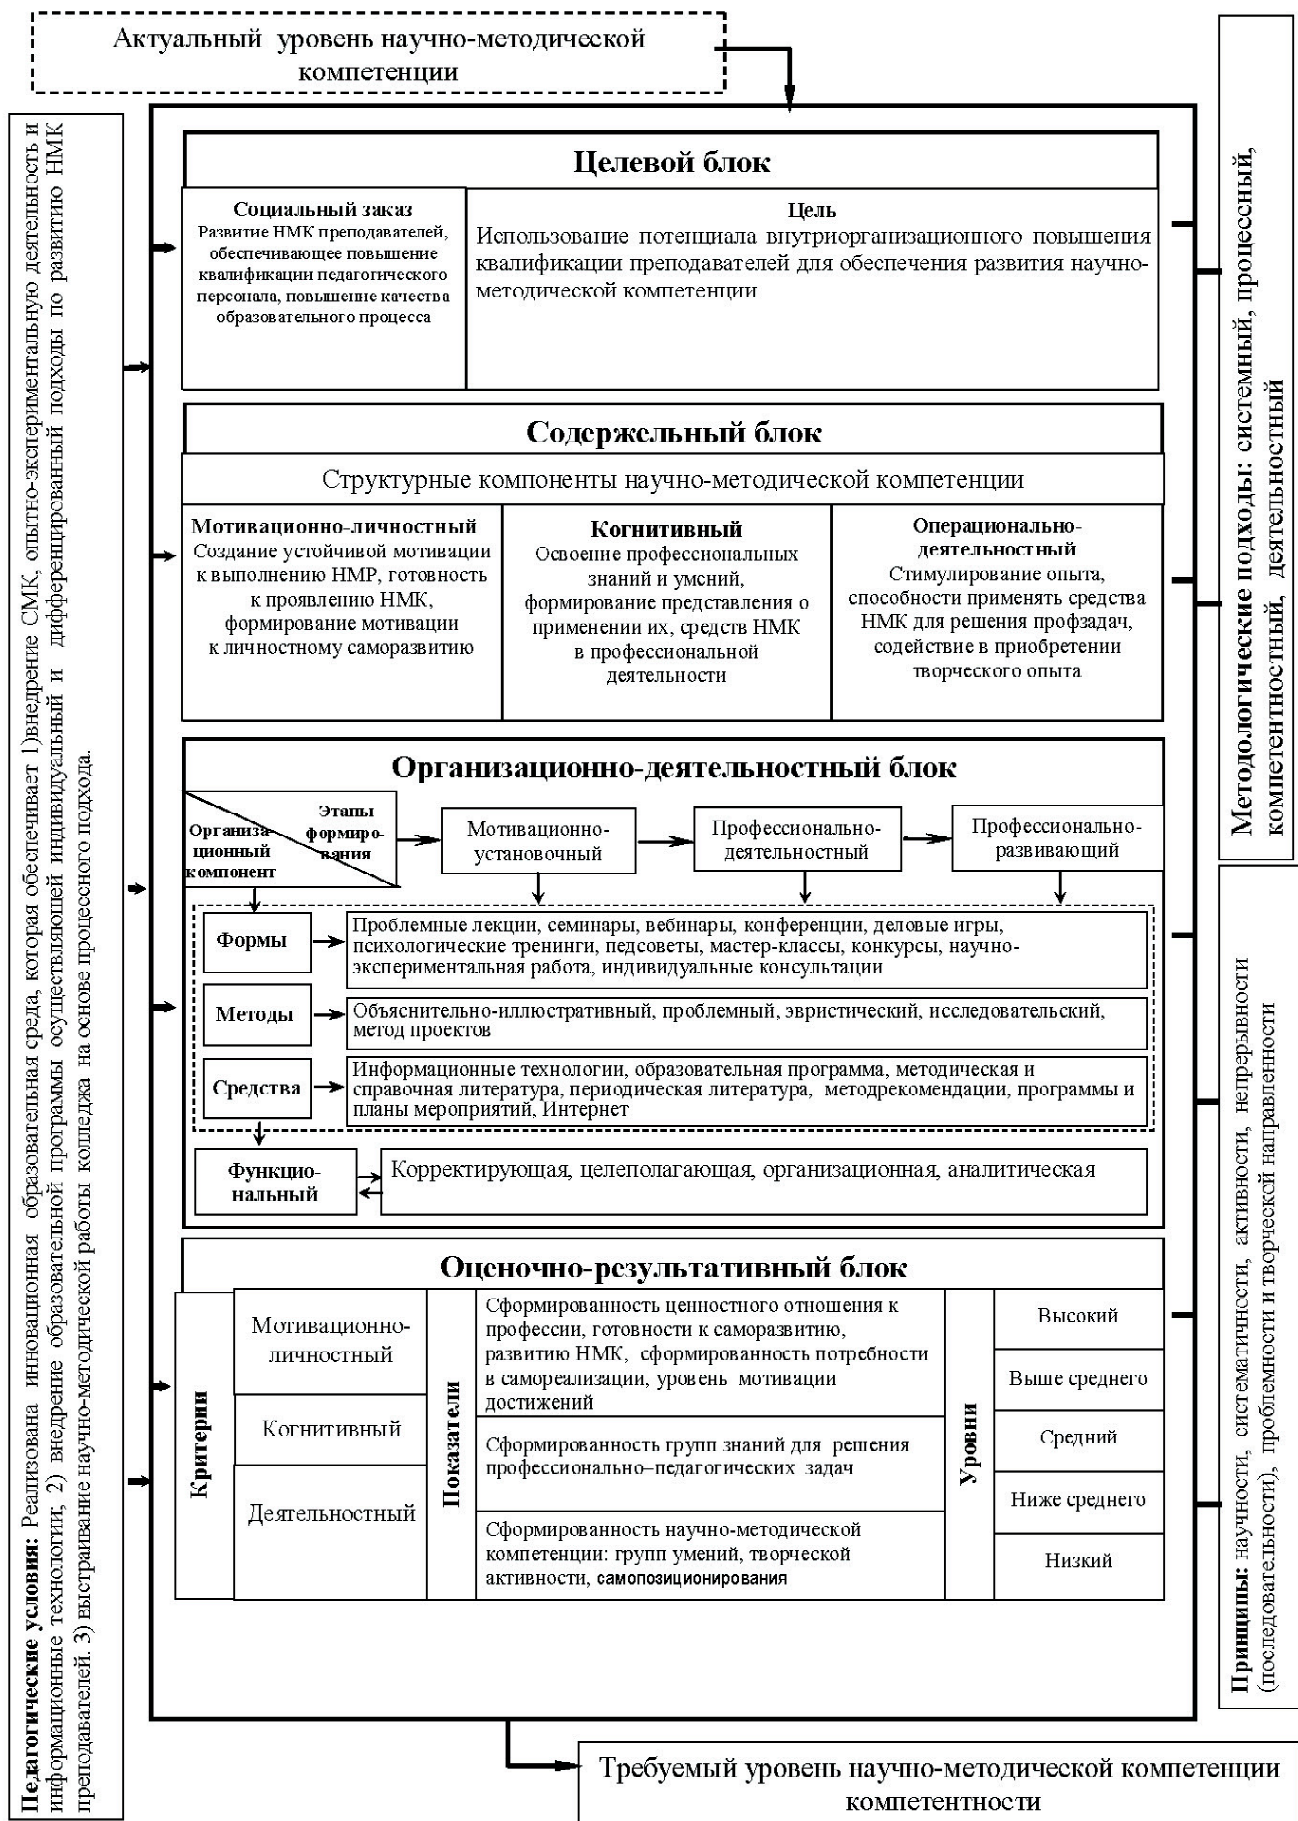 Актуальный уровень научно-методической
компетенции
Педагогические условия: Реализована инновационная образовательная среда, которая обеспечивает 1)внедрение СМК, опытно-экспериментальную деятельность и
информационные технологии; 2) внедрение образовательной программы осуществляющей индивидуальный и дифференцированный подходы по развитию НМК
преподавателей. 3) выстраивание научно-методической работы колледжа на основе процессного подхода.
Целевой блок
Социальный заказ
Развитие НМК преподавателей,
обеспечивающее повышение
квалификации педагогического
персонала, повышение качества
образовательного процесса
Цель
Использование потенциала внутриорганизационного повышения
квалификации преподавателей для обеспечения развития научно-
методической компетенции
Содержельный блок
Структурные компоненты научно-методической компетенции
Мотивационно-личностный
Создание устойчивой мотивации
к выполнению НМР, готовность
к проявлению НМК,
формирование мотивации
к личностному саморазвитию
Когнитивный
Освоение профессиональных
знаний и умений,
формирование представления о
применении их, средств НМК
в профессиональной
деятельности
Операционально-
деятельностный
Стимулирование опыта,
способности применять средства
НМК для решения профзадач,
содействие в приобретении
творческого опыта
Организационно-деятельностный блок
Этапы
формиро-
вания
Организа-
ционный
компонент
Мотивационно-
установочный
Профессионально-
деятельностный
Профессионально-
развивающий
Формы
Проблемные лекции, семинары, вебинары, конференции, деловые игры,
психологические тренинги, педсоветы, мастер-классы, конкурсы, научно-
экспериментальная работа, индивидуальные консультации
Методы
Объяснительно-иллюстративный, проблемный, эвристический, исследовательский,
метод проектов
Средства
Информационные технологии, образовательная программа, методическая и
справочная литература, периодическая литература, методрекомендации, программы и
планы мероприятий, Интернет
Функцио-
нальный
Корректирующая, целеполагающая, организационная, аналитическая
Оценочно-результативный блок
Критерии
Мотивационно-
личностный
Когнитивный
Деятельностный
Показатели
Сформированность ценностного отношения к
профессии, готовности к саморазвитию,
развитию НМК, сформированность потребности
в самореализации, уровень мотивации
достижений
Сформированность групп знаний для решения
профессионально–педагогических задач
Сформированность научно-методической
компетенции: групп умений, творческой
активности, самопозиционирования
Уровни
Высокий
Выше среднего
Средний
Ниже среднего
Низкий
Методологические подходы: системный, процессный,
компетентностный, деятельностный
Принципы: научности, систематичности, активности, непрерывности
(последовательности), проблемности и творческой направленности
Требуемый уровень научно-методической компетенции
компетентности